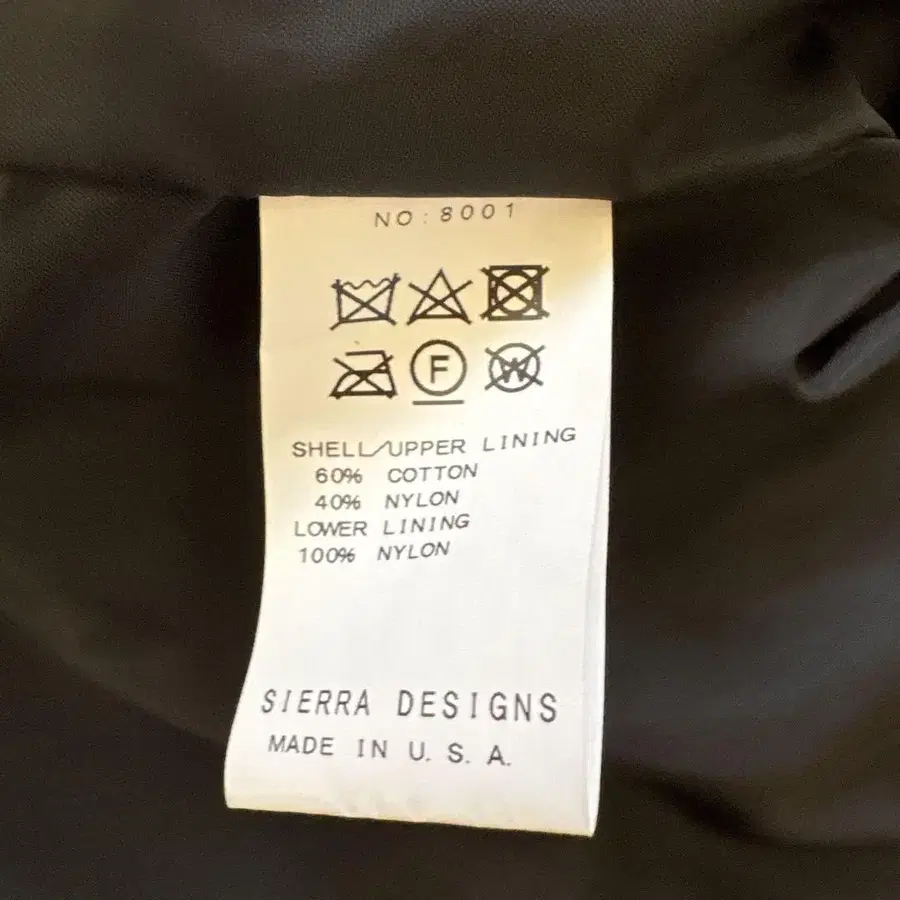 NO:8001
F W
SHELL/UPPER LINING
60% COTTON
40% NYLON
LOWER LINING
100% NYLON
SIERRA DESIGNS
MADE IN U. S. A.